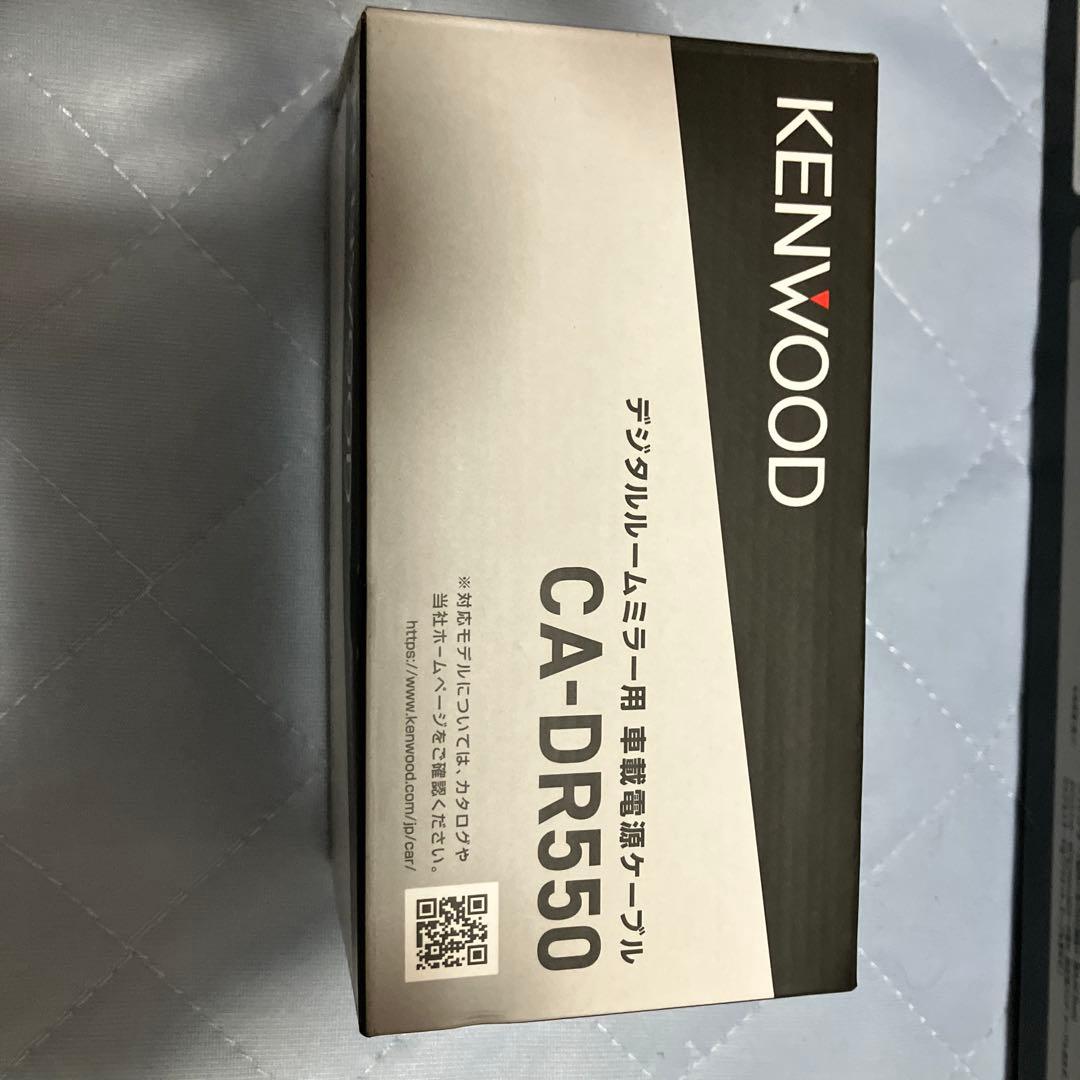 KENWOOD
デジタルルームミラー用 車載電源ケーブル
CA-DR550
※対応モデルについては、カタログや
当社ホームページをご確認ください。
https://www.kenwood.com/jp/car/